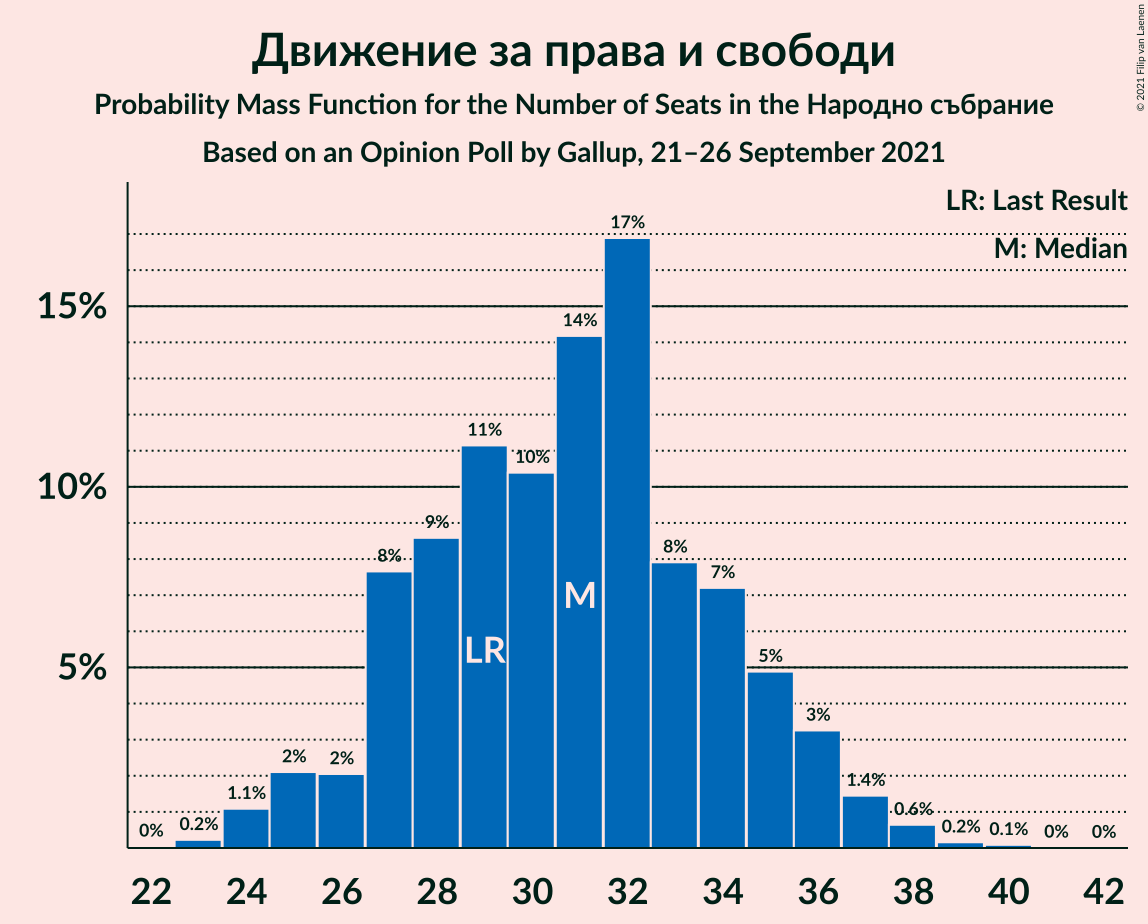 Движение за права и свободи
Probability Mass Function for the Number of Seats in the Народно събрание
Based on an Opinion Poll by Gallup, 21–26 September 2021
© 2021 Filip van Laenen
LR: Last Result
M: Median
17%
15%
14%
11%
10%
10%
9%
8%
8%
7%
M
LR
5%
5%
3%
2%
2%
1.4%
1.1%
0.6%
0%
0.2%
0.2%
0.1%
0%
0%
22 24 26 28 30 32 34 36 38 40 42